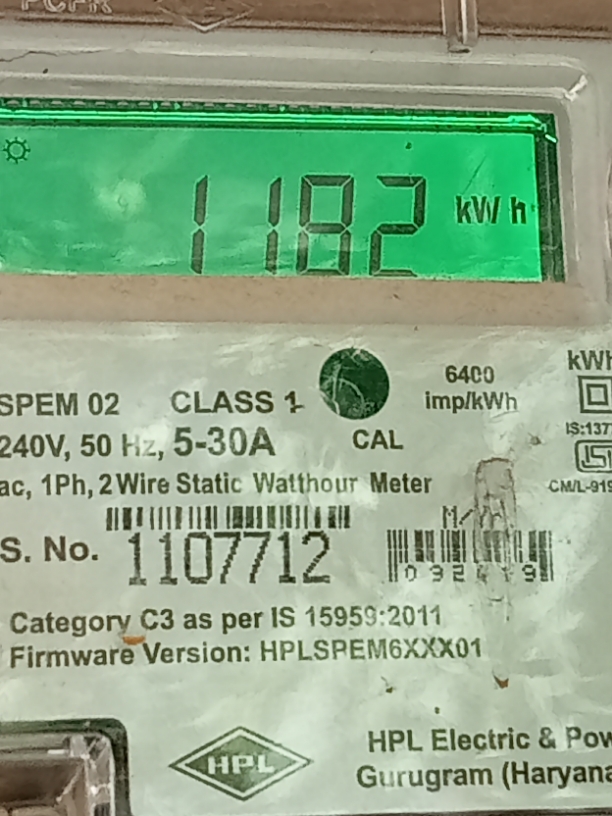 1182 kWh
6400
imp/kWh
kWh
SPEM 02 CLASS 1
CAL
240V, 50 Hz, 5-30A
ac, 1Ph, 2 Wire Static Watthour Meter
S. No. 1107712
Category C3 as per IS 15959:2011
Firmware Version: HPLSPEM6XXX01
HPL
HPL Electric & Pow
Gurugram (Haryana